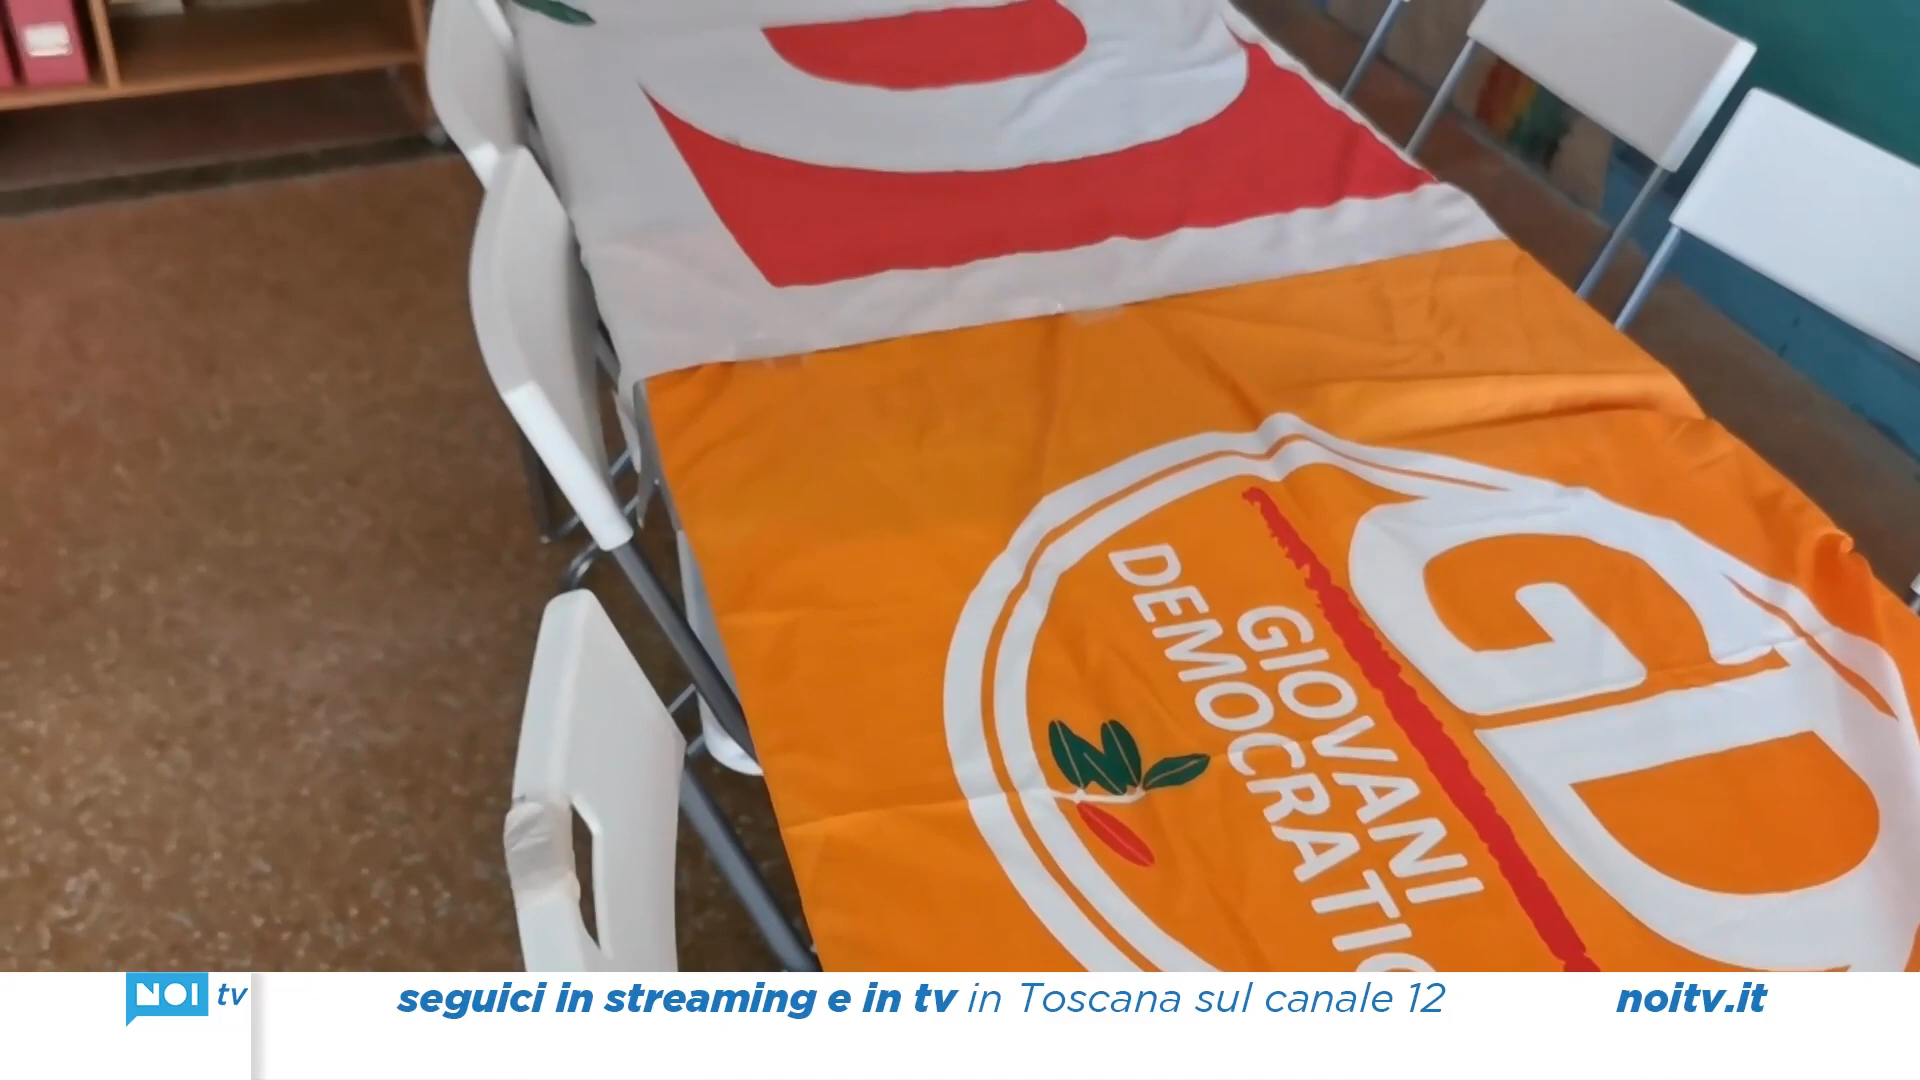 GD
GIOVANI
DEMOCRATIC
NOI tv
seguici in streaming e in tv in Toscana sul canale 12
noitv.it